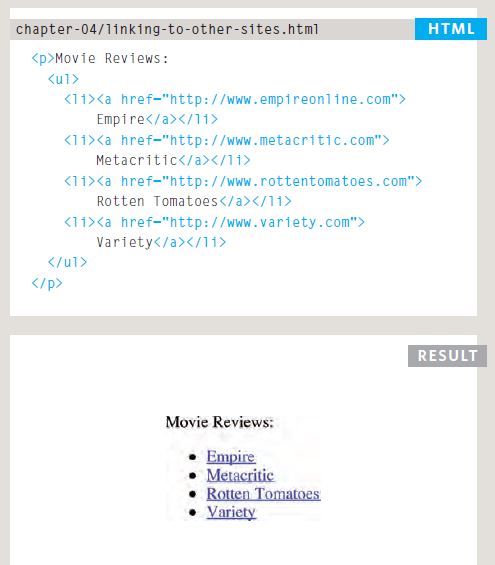 chapter-04/linking-to-other-sites.html HTML
<p>Movie Reviews:
<ul>
<li><a href="http://www.empireonline.com">
Empire</a></li>
<li><a href="http://www.metacritic.com">
Metacritic</a></li>
<li><a href="http://www.rottentomatoes.com">
Rotten Tomatoes</a></li>
<li><a href="http://www.variety.com">
Variety</a></li>
</ul>
</p>
RESULT
Movie Reviews:
• Empire
• Metacritic
• Rotten Tomatoes
• Variety